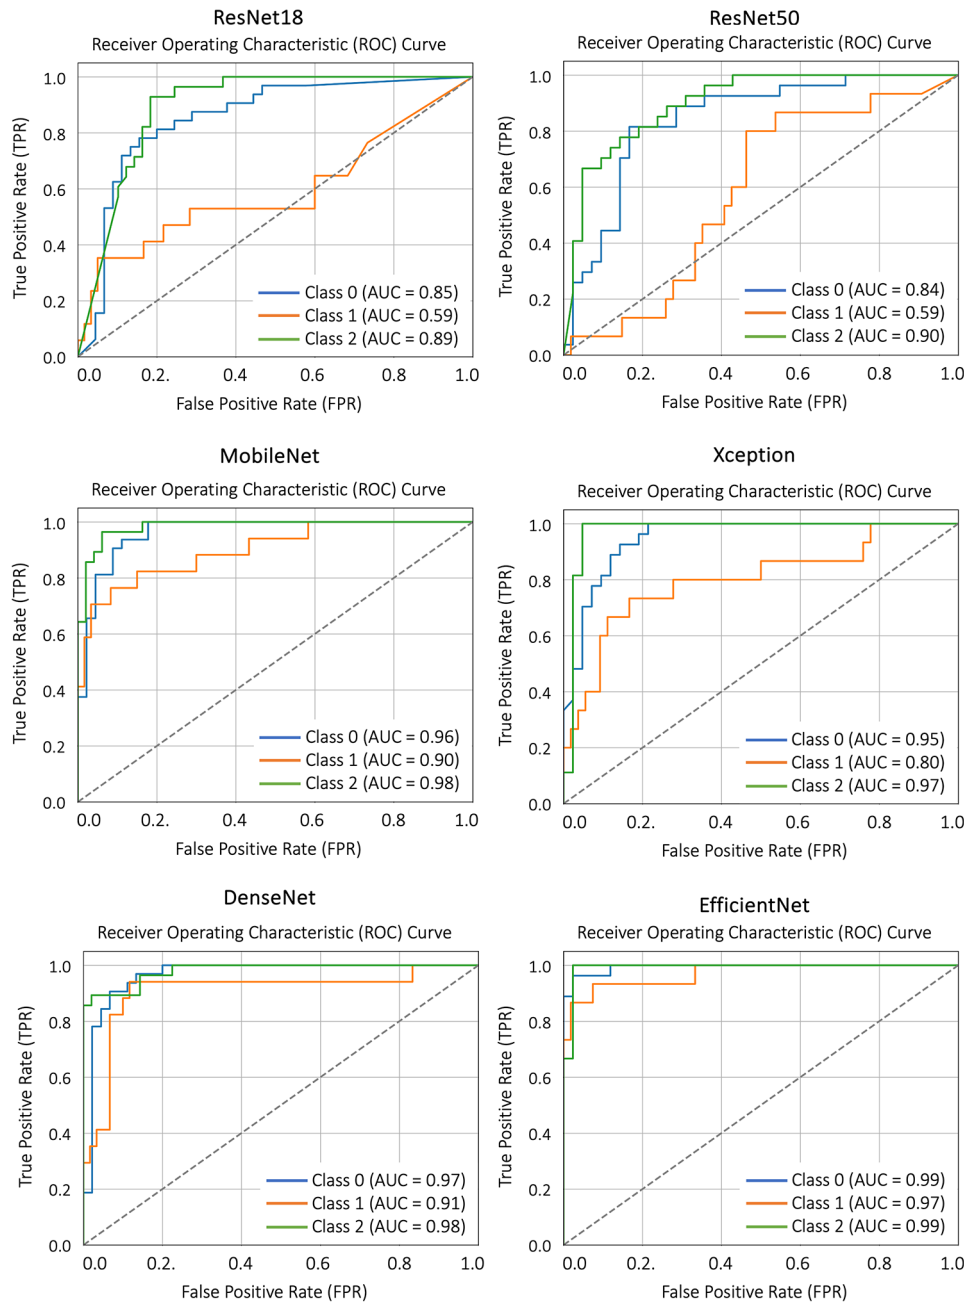 ResNet18
Receiver Operating Characteristic (ROC) Curve
True Positive Rate (TPR)
1.0
0.8
0.6
0.4
0.2
0.0
Class 0 (AUC = 0.85)
Class 1 (AUC = 0.59)
Class 2 (AUC = 0.89)
0.0 0.2. 0.4 0.6 0.8 1.0
False Positive Rate (FPR)
ResNet50
Receiver Operating Characteristic (ROC) Curve
True Positive Rate (TPR)
1.0
0.8
0.6
0.4
0.2
0.0
Class 0 (AUC = 0.84)
Class 1 (AUC = 0.59)
Class 2 (AUC = 0.90)
0.0 0.2. 0.4 0.6 0.8 1.0
False Positive Rate (FPR)
MobileNet
Receiver Operating Characteristic (ROC) Curve
True Positive Rate (TPR)
1.0
0.8
0.6
0.4
0.2
0.0
Class 0 (AUC = 0.96)
Class 1 (AUC = 0.90)
Class 2 (AUC = 0.98)
0.0 0.2. 0.4 0.6 0.8 1.0
False Positive Rate (FPR)
Xception
Receiver Operating Characteristic (ROC) Curve
True Positive Rate (TPR)
1.0
0.8
0.6
0.4
0.2
0.0
Class 0 (AUC = 0.95)
Class 1 (AUC = 0.80)
Class 2 (AUC = 0.97)
0.0 0.2. 0.4 0.6 0.8 1.0
False Positive Rate (FPR)
DenseNet
Receiver Operating Characteristic (ROC) Curve
True Positive Rate (TPR)
1.0
0.8
0.6
0.4
0.2
0.0
Class 0 (AUC = 0.97)
Class 1 (AUC = 0.91)
Class 2 (AUC = 0.98)
0.0 0.2. 0.4 0.6 0.8 1.0
False Positive Rate (FPR)
EfficientNet
Receiver Operating Characteristic (ROC) Curve
True Positive Rate (TPR)
1.0
0.8
0.6
0.4
0.2
0.0
Class 0 (AUC = 0.99)
Class 1 (AUC = 0.97)
Class 2 (AUC = 0.99)
0.0 0.2. 0.4 0.6 0.8 1.0
False Positive Rate (FPR)